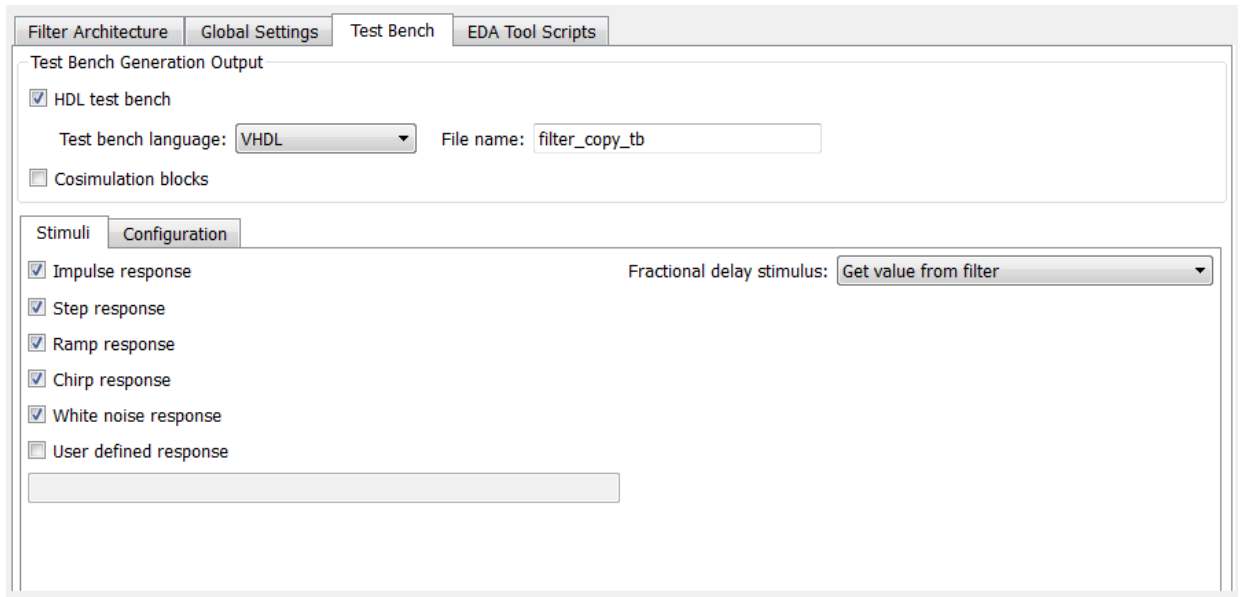 Filter Architecture Global Settings Test Bench EDA Tool Scripts
Test Bench Generation Output
HDL test bench
Test bench language: VHDL File name: filter_copy_tb
Cosimulation blocks
Stimuli Configuration
Impulse response Fractional delay stimulus: Get value from filter
Step response
Ramp response
Chirp response
White noise response
User defined response